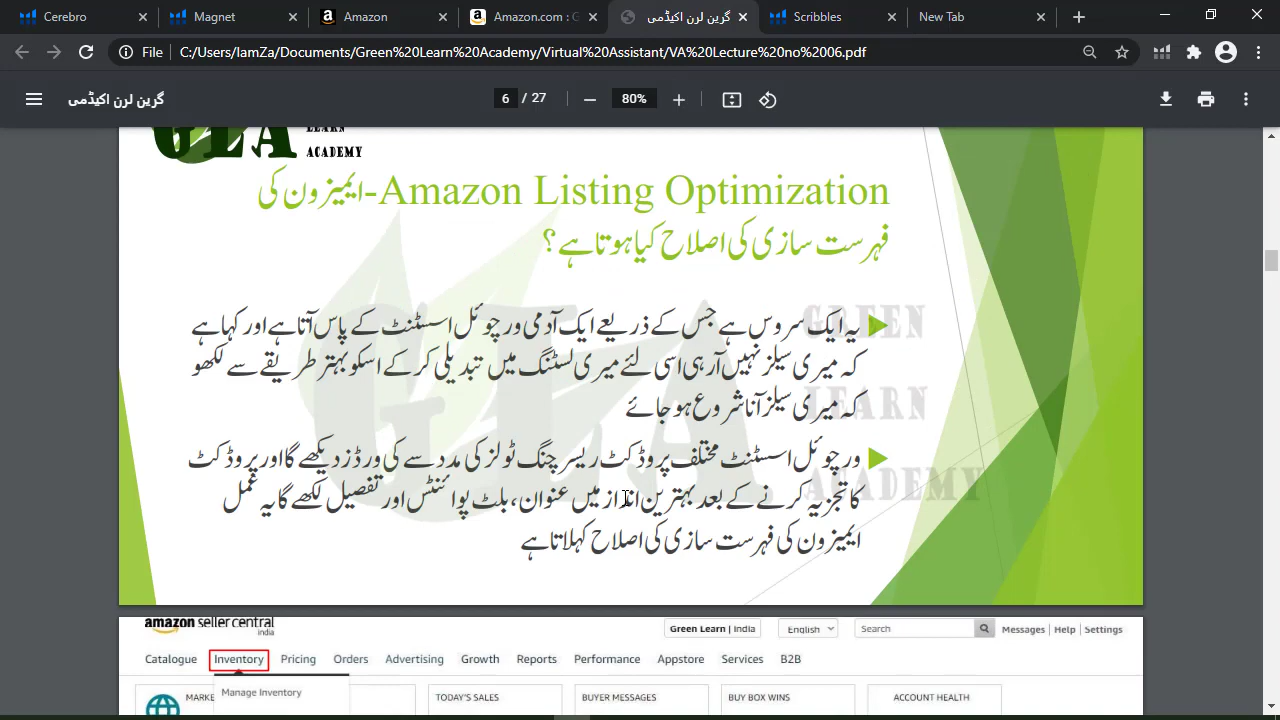 Cerebro
Magnet
Amazon
Amazon.com : G
گرین لرن اکیڈمی
Scribbles
New Tab
File C:/Users/IamZa/Documents/Green%20Learn%20Academy/Virtual%20Assistant/VA%20Lecture%20no%2006.pdf
گرین لرن اکیڈمی
6 / 27
80%
GLA
LEARN
ACADEMY
Amazon Listing Optimization-ایمیزون کی
فہرست سازی کی اصلاح کیا ہوتا ہے ؟
یہ ایک سروس ہے جس کے ذریعے ایک آدمی ورچوئل اسسٹنٹ کے پاس آتا ہے اور کہا ہے
کہ میری سیلز نہیں آرہی اسی لئے میری لسٹنگ میں تبدیلی کر کے اسکو بہتر طریقے سے لکھو
کہ میری سیلز آنا شروع ہو جائے
ورچوئل اسسٹنٹ مختلف پروڈکٹ ریسرچنگ ٹولز کی مدد سے کی ورڈز دیکھے گا اور پروڈکٹ
کا تجزیہ کرنے کے بعد بہترین انداز میں عنوان، بلٹ پوائنٹس اور تفصیل لکھے گا یہ عمل
ایمیزون کی فہرست سازی کی اصلاح کہلاتا ہے
GLA
GREEN
LEARN
ACADEMY
amazon seller central
india
Green Learn | India
English
Search
Messages | Help | Settings
Catalogue Inventory Pricing Orders Advertising Growth Reports Performance Appstore Services B2B
Manage Inventory
MARKE
TODAY'S SALES
BUYER MESSAGES
BUY BOX WINS
ACCOUNT HEALTH